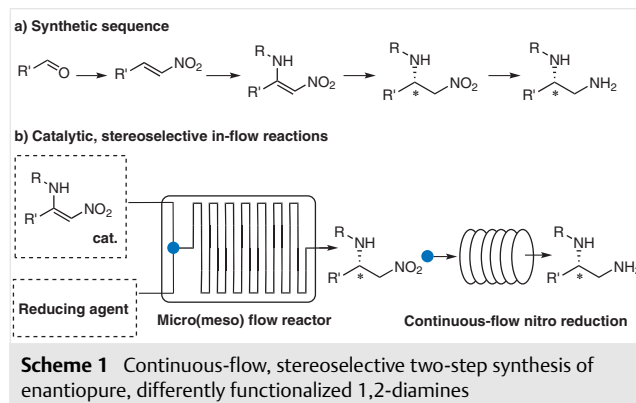 a) Synthetic sequence
R'
O
R'
NO2
R
NH
R'
NO2
R
NH
R'
*
NO2
R
NH
R'
*
NH2
b) Catalytic, stereoselective in-flow reactions
R
NH
R'
NO2
cat.
Reducing agent
Micro(meso) flow reactor
R
NH
R'
*
NO2
R
NH
R'
*
NH2
Continuous-flow nitro reduction
Scheme 1 Continuous-flow, stereoselective two-step synthesis of
enantiopure, differently functionalized 1,2-diamines